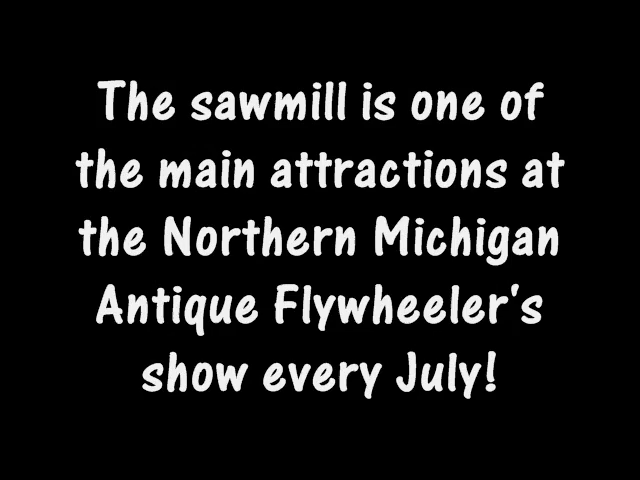 The sawmill is one of
the main attractions at
the Northern Michigan
Antique Flywheeler's
show every July!